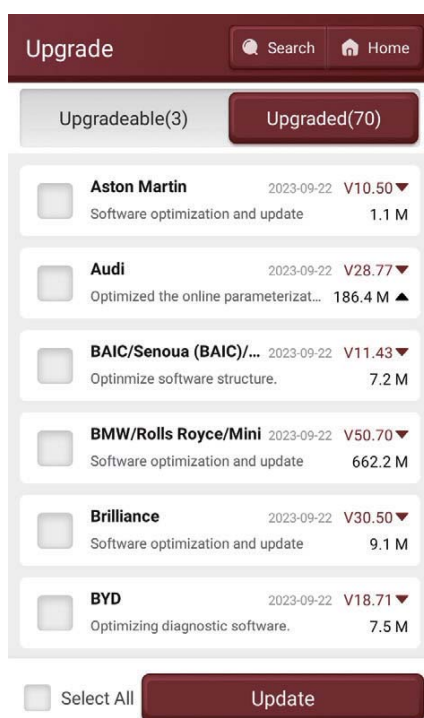 Upgrade
Search
Home
Upgradeable(3)
Upgraded(70)
Aston Martin 2023-09-22 V10.50
Software optimization and update 1.1 M
Audi 2023-09-22 V28.77
Optimized the online parameterizat... 186.4 M
BAIC/Senoua (BAIC)/... 2023-09-22 V11.43
Optinmize software structure. 7.2 M
BMW/Rolls Royce/Mini 2023-09-22 V50.70
Software optimization and update 662.2 M
Brilliance 2023-09-22 V30.50
Software optimization and update 9.1 M
BYD 2023-09-22 V18.71
Optimizing diagnostic software. 7.5 M
Select All
Update